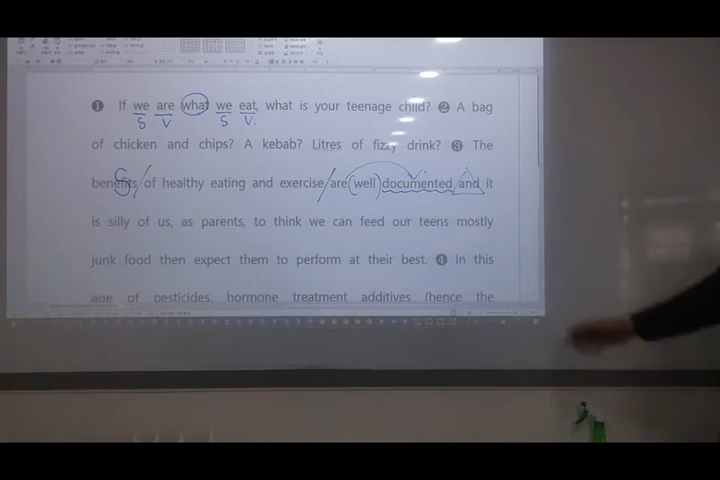 ❶ If we are what we eat, what is your teenage child? ❷ A bag
S V S V.
of chicken and chips? A kebab? Litres of fizzy drink? ❸ The
S V
benefits / of healthy eating and exercise / are (well) documented and it
is silly of us, as parents, to think we can feed our teens mostly
junk food then expect them to perform at their best. ❹ In this
age of pesticides, hormone treatment additives (hence the